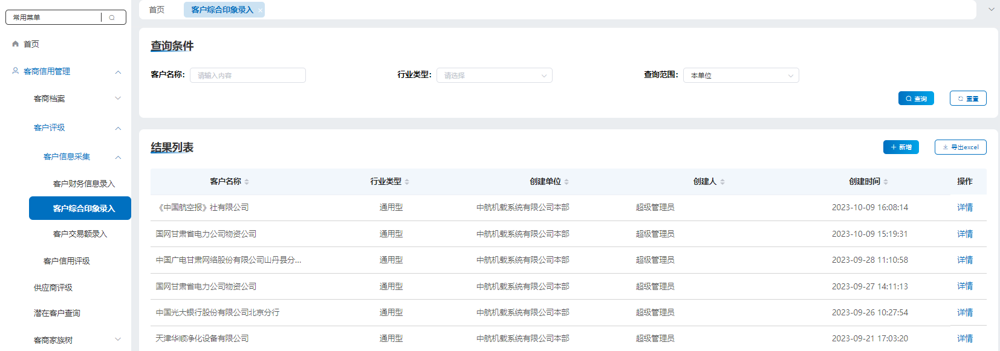 常用菜单
首页
客商信用管理
客商档案
客户评级
客户信息采集
客户财务信息录入
客户综合印象录入
客户交易额录入
客户信用评级
供应商评级
潜在客户查询
客商家族树
首页 客户综合印象录入 ×
查询条件
客户名称: 请输入内容 行业类型: 请选择 查询范围: 本单位
查询 重置
结果列表
新增 导出excel
客户名称 行业类型 创建单位 创建人 创建时间 操作
《中国航空报》社有限公司 通用型 中航机载系统有限公司本部 超级管理员 2023-10-09 16:08:14 详情
国网甘肃省电力公司物资公司 通用型 中航机载系统有限公司本部 超级管理员 2023-10-09 15:19:31 详情
中国广电甘肃网络股份有限公司山丹县分... 通用型 中航机载系统有限公司本部 超级管理员 2023-09-28 11:10:58 详情
国网甘肃省电力公司物资公司 通用型 中航机载系统有限公司本部 超级管理员 2023-09-27 14:11:13 详情
中国光大银行股份有限公司北京分行 通用型 中航机载系统有限公司本部 超级管理员 2023-09-26 10:27:54 详情
天津华顺净化设备有限公司 通用型 中航机载系统有限公司本部 超级管理员 2023-09-21 17:03:20 详情